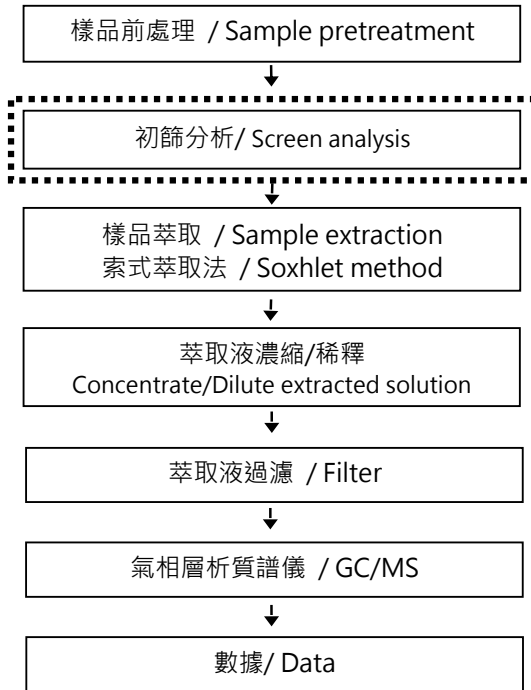 樣品前處理 / Sample pretreatment
初篩分析/ Screen analysis
樣品萃取 / Sample extraction
索式萃取法 / Soxhlet method
萃取液濃縮/稀釋
Concentrate/Dilute extracted solution
萃取液過濾 / Filter
氣相層析質譜儀 / GC/MS
數據/ Data